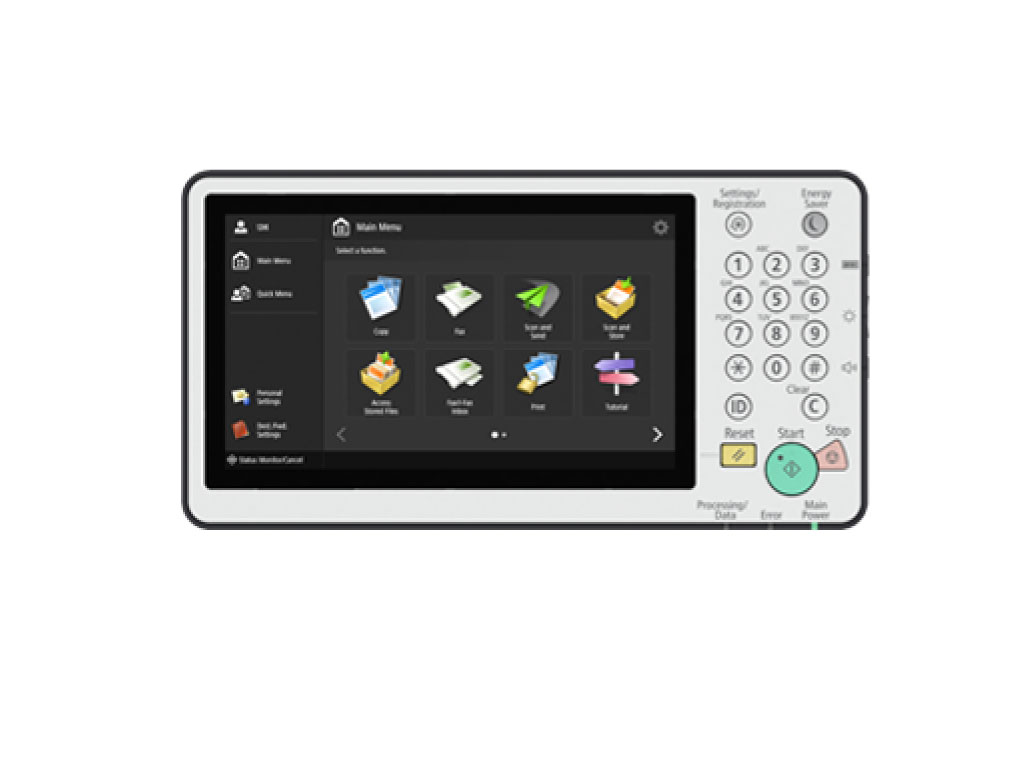 Settings/
Registration
Energy
Saver
Main Menu
Select a function.
Main Menu
Quick Menu
Copy
Fax
Scan and
Send
Scan and
Store
Access
Stored Files
Fax/I-Fax
Inbox
Print
Tutorial
Personal
Settings
Dest./Fwd.
Settings
Status Monitor/Cancel
ABC
DEF
1
2
3
GHI
JKL
MNO
4
5
6
PQRS
TUV
WXYZ
7
8
9
0
#
Clear
ID
C
Reset
Start
Stop
Processing/
Data
Error
Main
Power